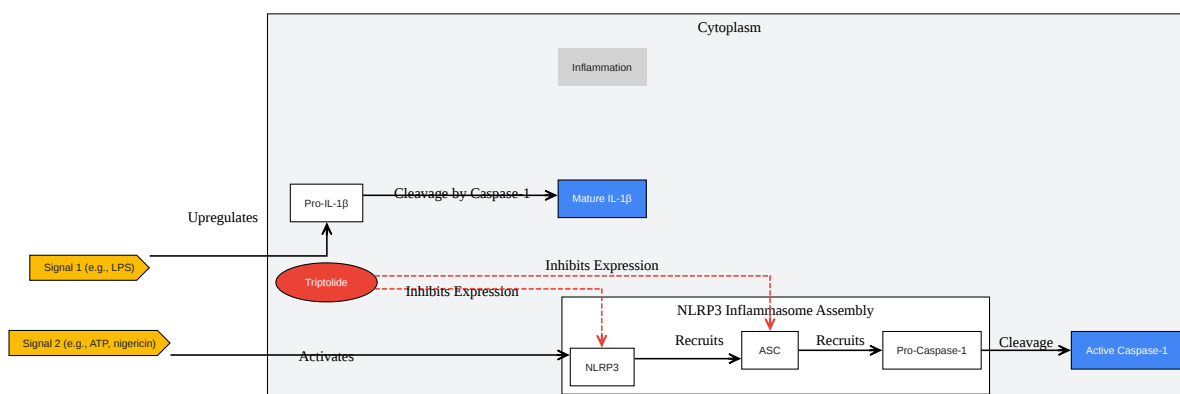 Cytoplasm
Inflammation
Pro-IL-1β
Cleavage by Caspase-1
Mature IL-1β
Upregulates
Signal 1 (e.g., LPS)
Triptolide
Inhibits Expression
Inhibits Expression
NLRP3 Inflammasome Assembly
Signal 2 (e.g., ATP, nigericin)
Activates
NLRP3
Recruits
ASC
Recruits
Pro-Caspase-1
Cleavage
Active Caspase-1